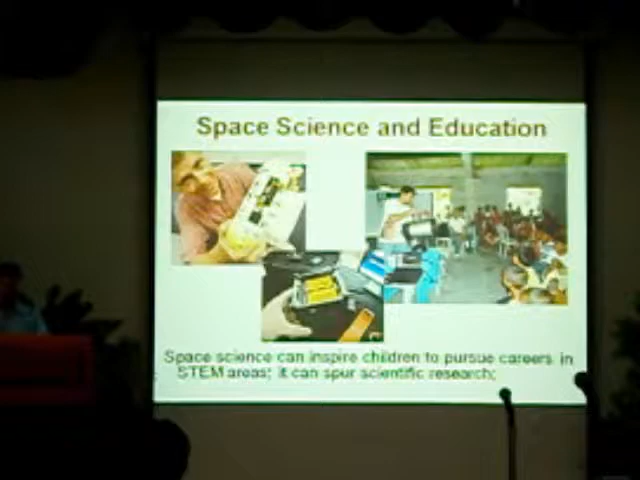 Space Science and Education
Space science can inspire children to pursue careers in
STEM areas; it can spur scientific research;